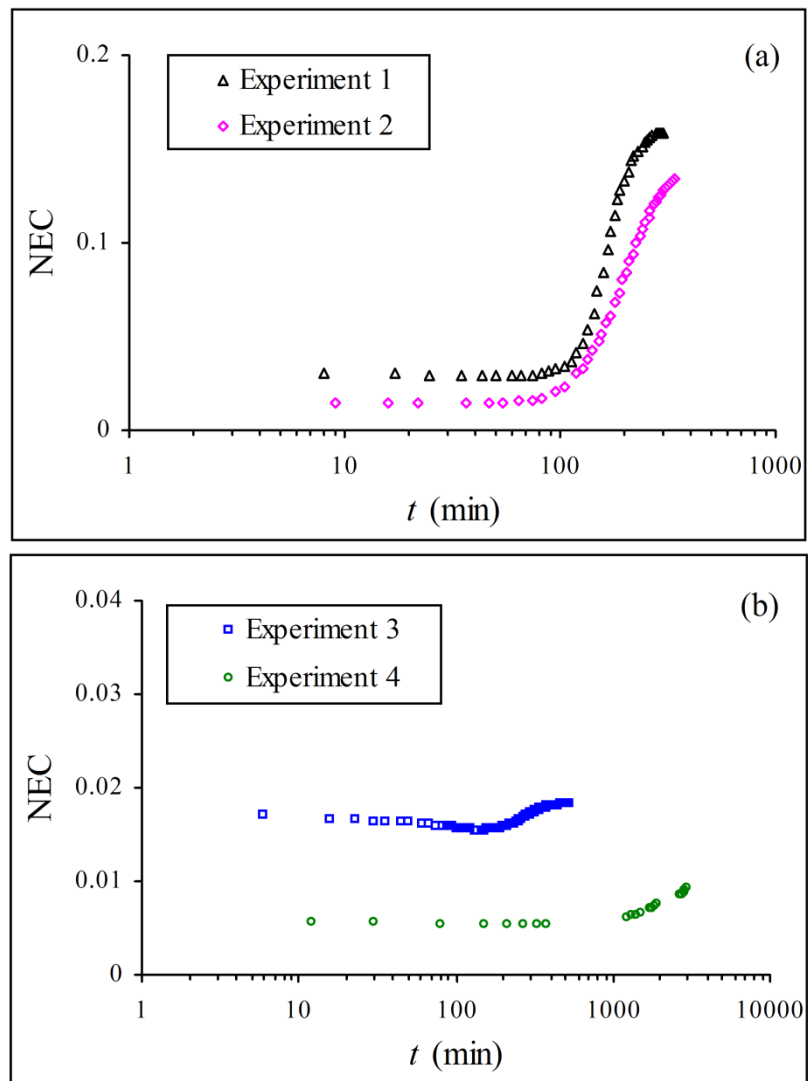 (a)
0.2
Experiment 1
Experiment 2
NEC
0.1
0
1 10 100 1000
t (min)
(b)
0.04
Experiment 3
Experiment 4
0.03
NEC
0.02
0.01
0
1 10 100 1000 10000
t (min)